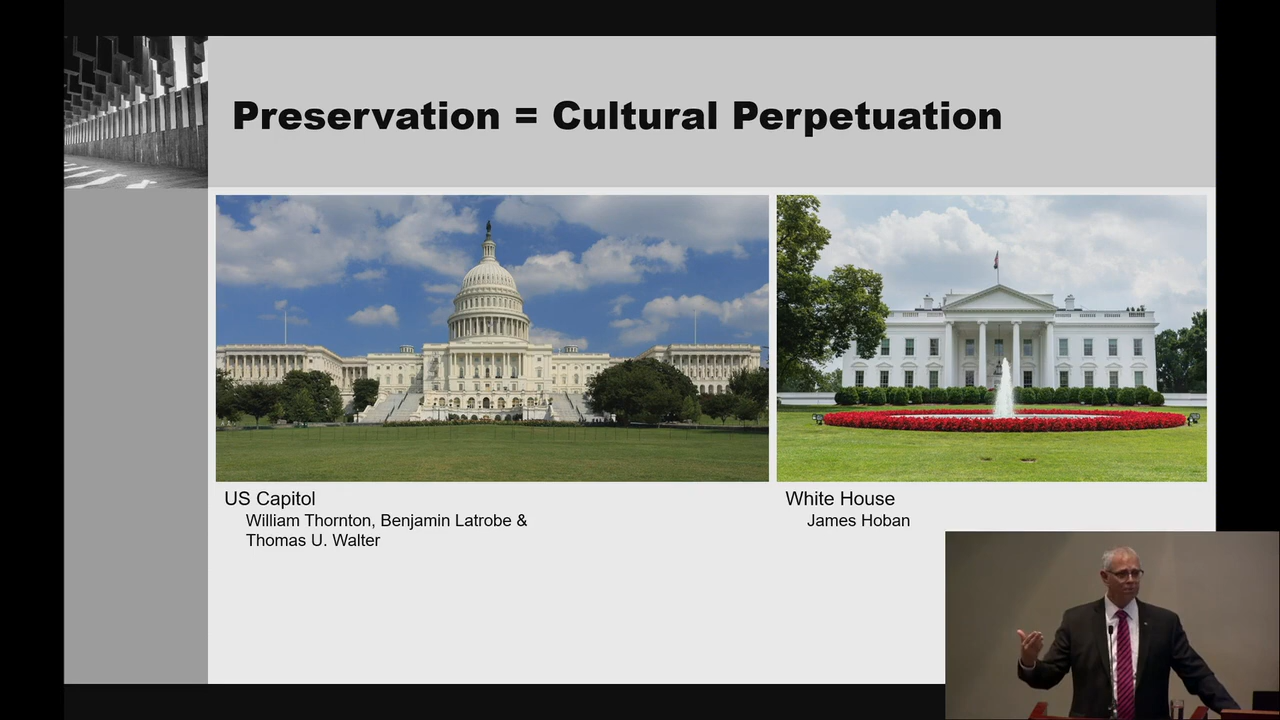 Preservation = Cultural Perpetuation
US Capitol
William Thornton, Benjamin Latrobe &
Thomas U. Walter
White House
James Hoban